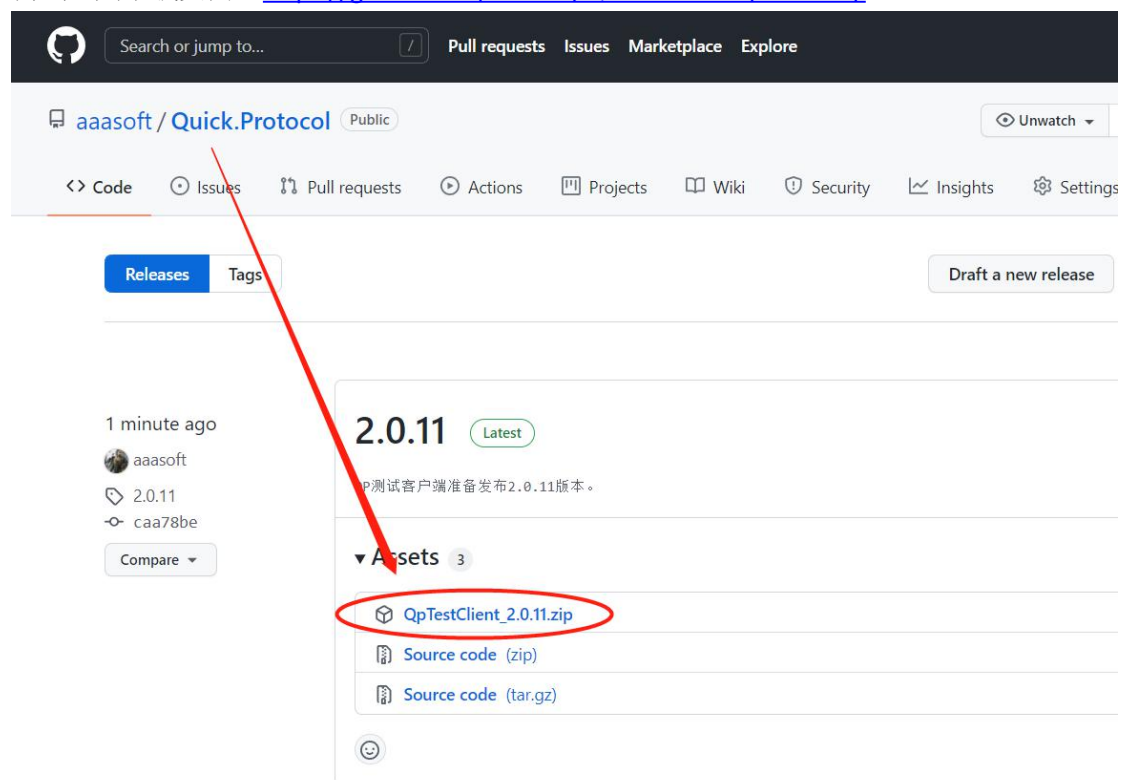 Search or jump to... / Pull requests Issues Marketplace Explore
aaasoft / Quick.Protocol Public Unwatch
Code Issues Pull requests Actions Projects Wiki Security Insights Settings
Releases Tags Draft a new release
1 minute ago
aaasoft
2.0.11
caa78be
Compare
2.0.11 Latest
QP测试客户端准备发布2.0.11版本。
Assets 3
QpTestClient_2.0.11.zip
Source code (zip)
Source code (tar.gz)